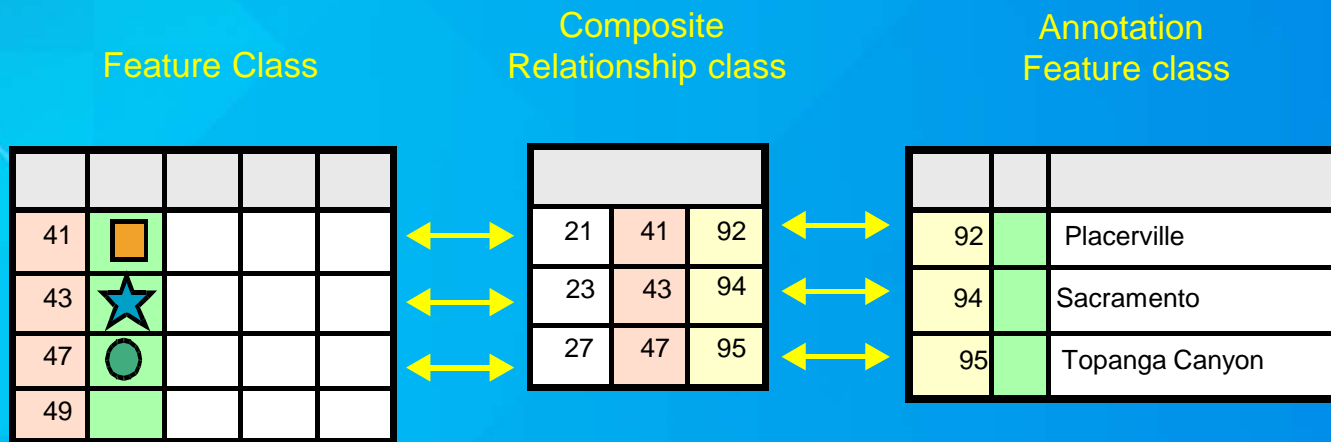 Feature Class
Composite
Relationship class
Annotation
Feature class
41
43
47
49
21 41 92
23 43 94
27 47 95
92 Placerville
94 Sacramento
95 Topanga Canyon